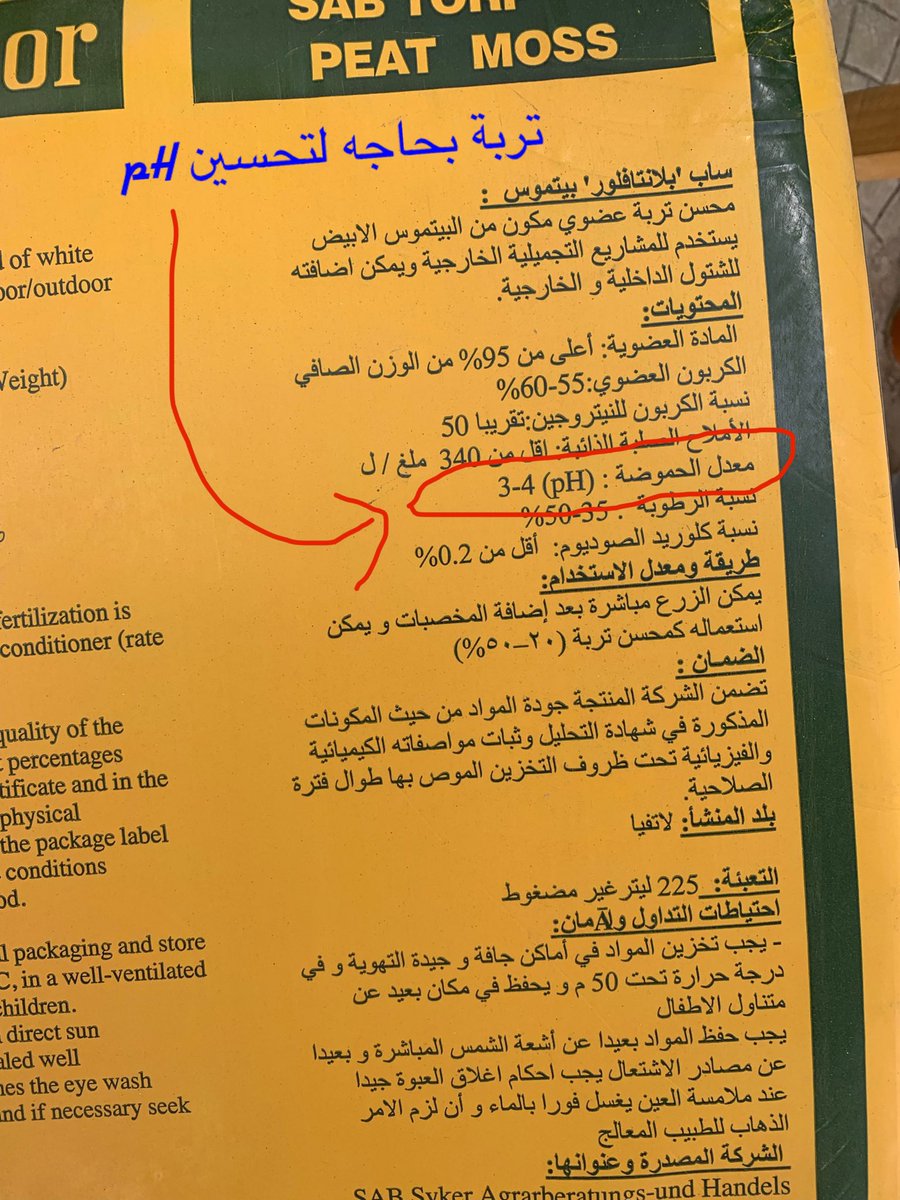 or
SAB TORF
PEAT MOSS
تربة بحاجه لتحسين pH
ساب 'بلانتافلور' بيتموس :
محسن تربة عضوي مكون من البيتموس الابيض
يستخدم للمشاريع التجميلية الخارجية ويمكن اضافته
للشتول الداخلية و الخارجية.
المحتويات:
المادة العضوية: أعلى من 95% من الوزن الصافي
الكربون العضوي:55-60%
نسبة الكربون للنيتروجين:تقريبا 50
الأملاح الصلبة الذائبة: اقل من 340 ملغ / ل
معدل الحموضة : (pH) 3-4
نسبة الرطوبة : 35-50%
نسبة كلوريد الصوديوم: أقل من 0.2%
طريقة ومعدل الاستخدام:
يمكن الزرع مباشرة بعد إضافة المخصبات و يمكن
استعماله كمحسن تربة (٢٠–٥٠%)
الضمان :
تضمن الشركة المنتجة جودة المواد من حيث المكونات
المذكورة في شهادة التحليل وثبات مواصفاته الكيميائية
والفيزيائية تحت ظروف التخزين الموص بها طوال فترة
الصلاحية.
بلد المنشأ: لاتفيا
التعبئة: 225 ليتر غير مضغوط
احتياطات التداول وÄمان:
- يجب تخزين المواد في أماكن جافة و جيدة التهوية و في
درجة حرارة تحت 50 م و يحفظ في مكان بعيد عن
متناول الاطفال
يجب حفظ المواد بعيدا عن أشعة الشمس المباشرة و بعيدا
عن مصادر الاشتعال يجب احكام اغلاق العبوة جيدا
عند ملامسة العين يغسل فورا بالماء و أن لزم الامر
الذهاب للطبيب المعالج
الشركة المصدرة وعنوانها:
SAB Syker Agrarberatungs-und Handels
of white
oor/outdoor
Weight)
fertilization is
conditioner (rate
quality of the
percentages
tificate and in the
physical
the package label
conditions
od.
packaging and store
C, in a well-ventilated
children.
direct sun
aled well
nes the eye wash
and if necessary seek